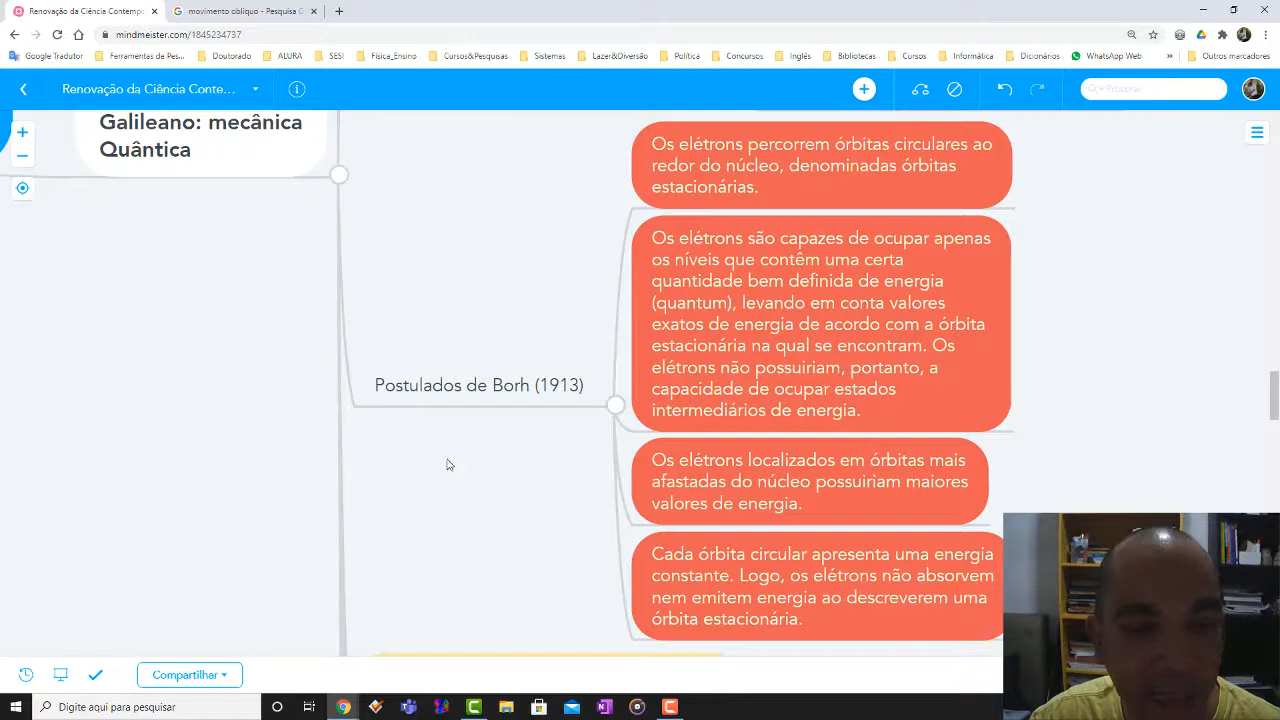 Renovação da Ciência Contempo
movimento obliquo - Pesquisa G
mindmeister.com/1845234737
Google Tradutor
Ferramentas de Pes...
Doutorado
ALURA
SESI
Física_Ensino
Cursos&Pesquisas
Sistemas
Lazer&Diversão
Política
Concursos
Inglês
Bibliotecas
Cursos
Informática
Dicionários
WhatsApp Web
»
Outros marcadores
Renovação da Ciência Conte...
Procurar
Galileano: mecânica
Quântica
Os elétrons percorrem órbitas circulares ao
redor do núcleo, denominadas órbitas
estacionárias.
Os elétrons são capazes de ocupar apenas
os níveis que contêm uma certa
quantidade bem definida de energia
(quantum), levando em conta valores
exatos de energia de acordo com a órbita
estacionária na qual se encontram. Os
elétrons não possuiriam, portanto, a
capacidade de ocupar estados
intermediários de energia.
Postulados de Borh (1913)
Os elétrons localizados em órbitas mais
afastadas do núcleo possuiriam maiores
valores de energia.
Cada órbita circular apresenta uma energia
constante. Logo, os elétrons não absorvem
nem emitem energia ao descreverem uma
órbita estacionária.
Compartilhar
Digite aqui para pesquisar